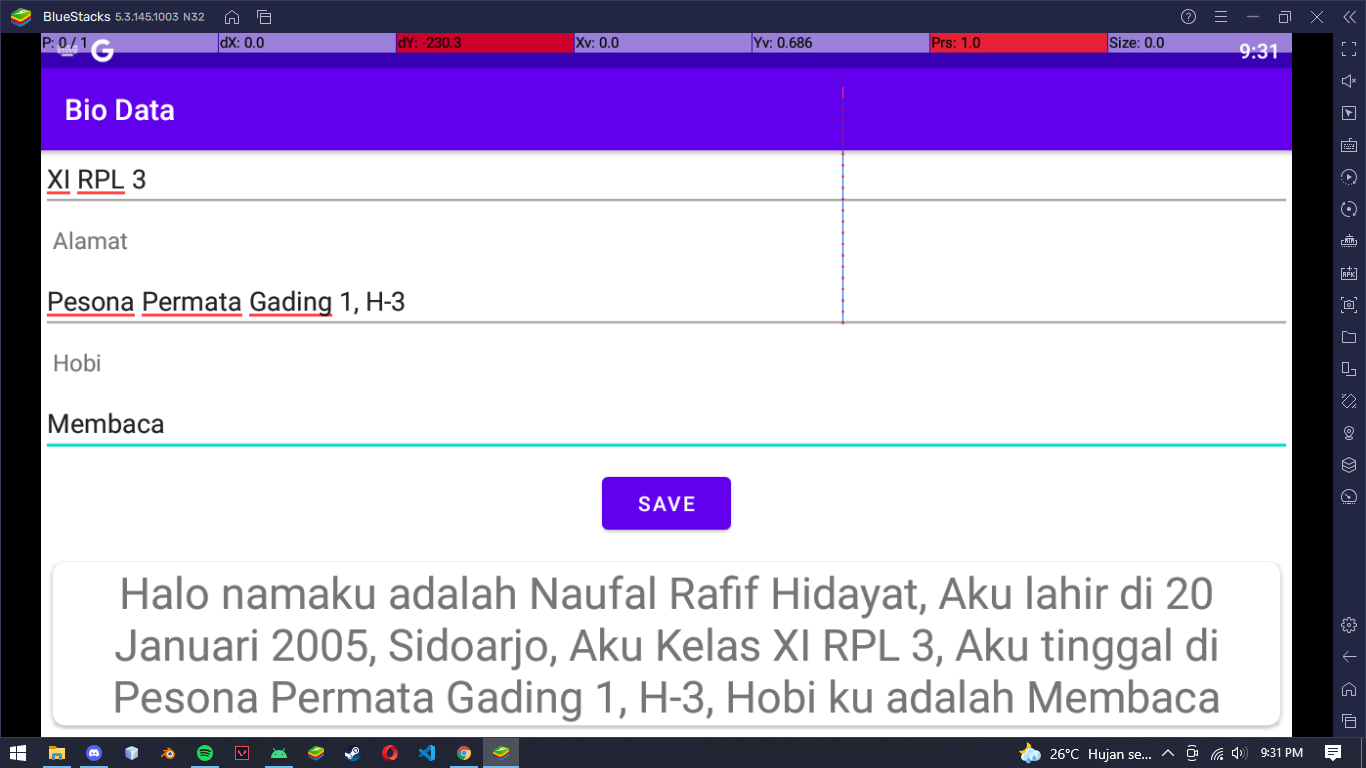 BlueStacks 5.3.145.1003 N32
P: 0 / 1 dX: 0.0 dY: -230.3 Xv: 0.0 Yv: 0.686 Prs: 1.0 Size: 0.0
G 9:31
Bio Data
XI RPL 3
Alamat
Pesona Permata Gading 1, H-3
Hobi
Membaca
SAVE
Halo namaku adalah Naufal Rafif Hidayat, Aku lahir di 20
Januari 2005, Sidoarjo, Aku Kelas XI RPL 3, Aku tinggal di
Pesona Permata Gading 1, H-3, Hobi ku adalah Membaca
26°C Hujan se... 9:31 PM